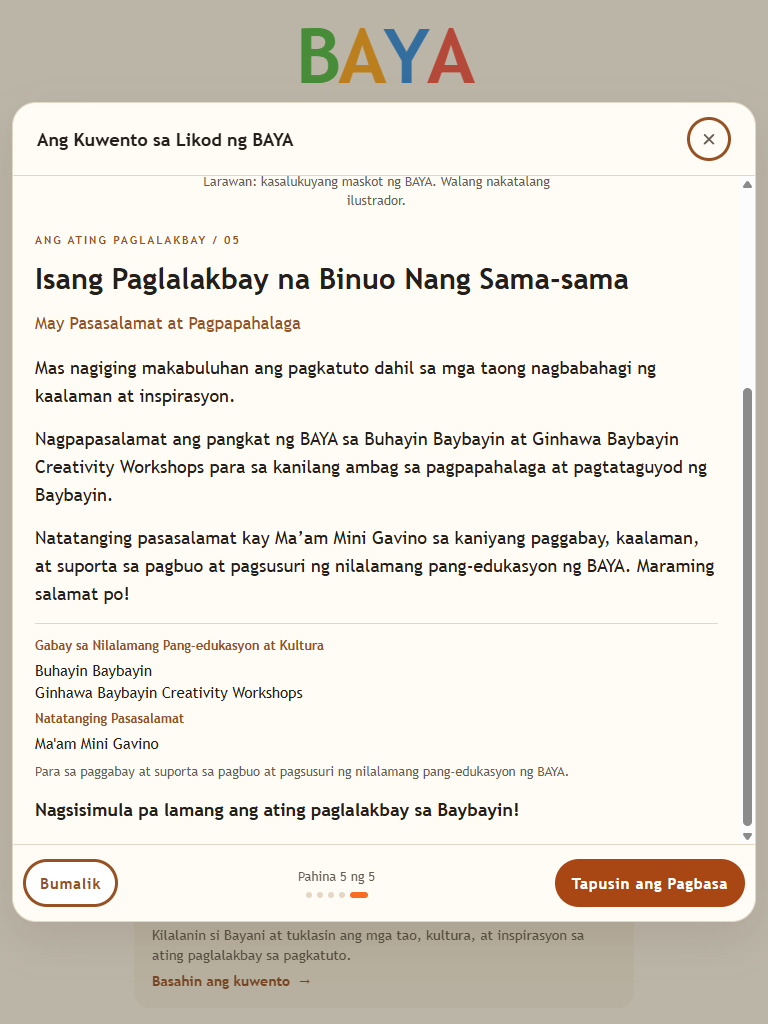 BAYA
Ang Kuwento sa Likod ng BAYA
Larawan: kasalukuyang maskot ng BAYA. Walang nakatalang
ilustrador.
ANG ATING PAGLALAKBAY / 05
Isang Paglalakbay na Binuo Nang Sama-sama
May Pasasalamat at Pagpapahalaga
Mas nagiging makabuluhan ang pagkatuto dahil sa mga taong nagbabahagi ng
kaalaman at inspirasyon.
Nagpapasalamat ang pangkat ng BAYA sa Buhayin Baybayin at Ginhawa Baybayin
Creativity Workshops para sa kanilang ambag sa pagpapahalaga at pagtataguyod ng
Baybayin.
Natatanging pasasalamat kay Ma’am Mini Gavino sa kaniyang paggabay, kaalaman,
at suporta sa pagbuo at pagsusuri ng nilalamang pang-edukasyon ng BAYA. Maraming
salamat po!
Gabay sa Nilalamang Pang-edukasyon at Kultura
Buhayin Baybayin
Ginhawa Baybayin Creativity Workshops
Natatanging Pasasalamat
Ma'am Mini Gavino
Para sa paggabay at suporta sa pagbuo at pagsusuri ng nilalamang pang-edukasyon ng BAYA.
Nagsisimula pa lamang ang ating paglalakbay sa Baybayin!
Bumalik
Pahina 5 ng 5
Tapusin ang Pagbasa
Kilalanin si Bayani at tuklasin ang mga tao, kultura, at inspirasyon sa
ating paglalakbay sa pagkatuto.
Basahin ang kuwento →